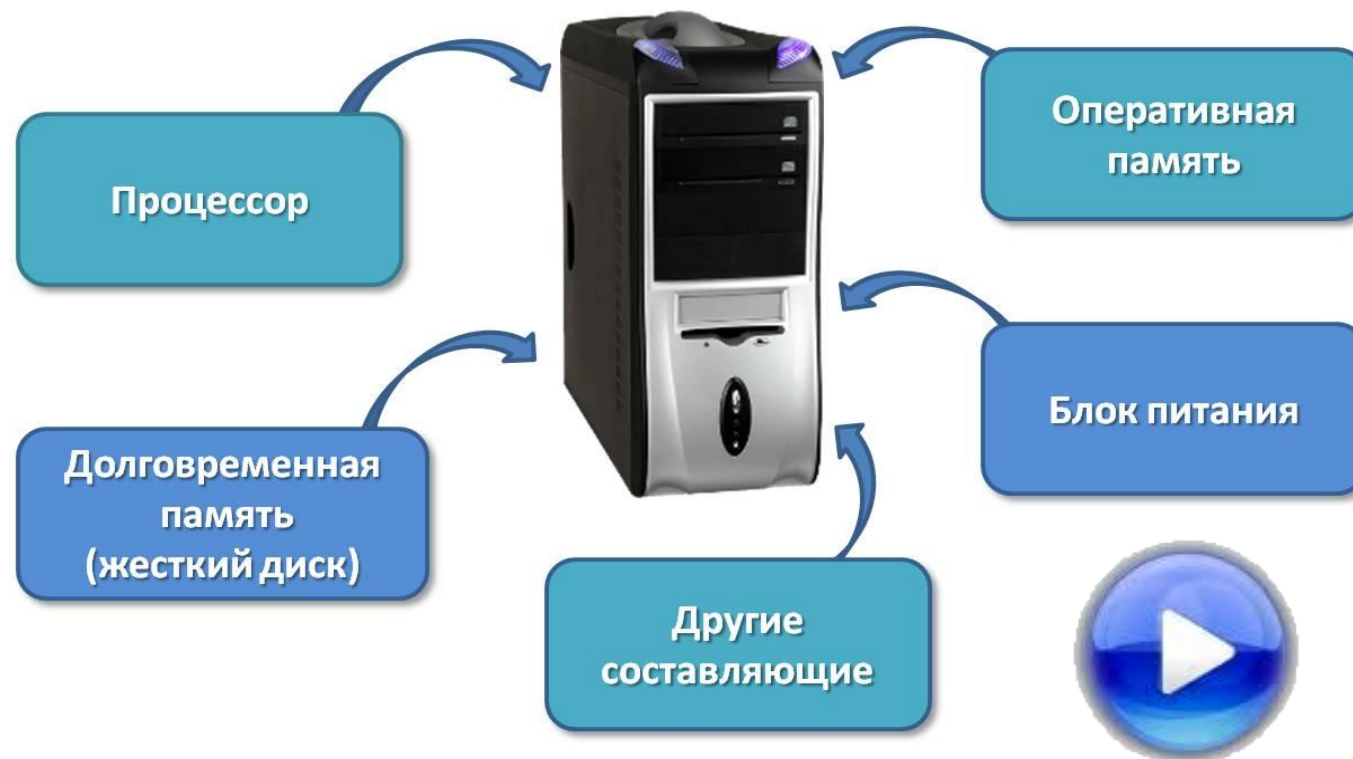 Процессор
Оперативная
память
Долговременная
память
(жесткий диск)
Блок питания
Другие
составляющие